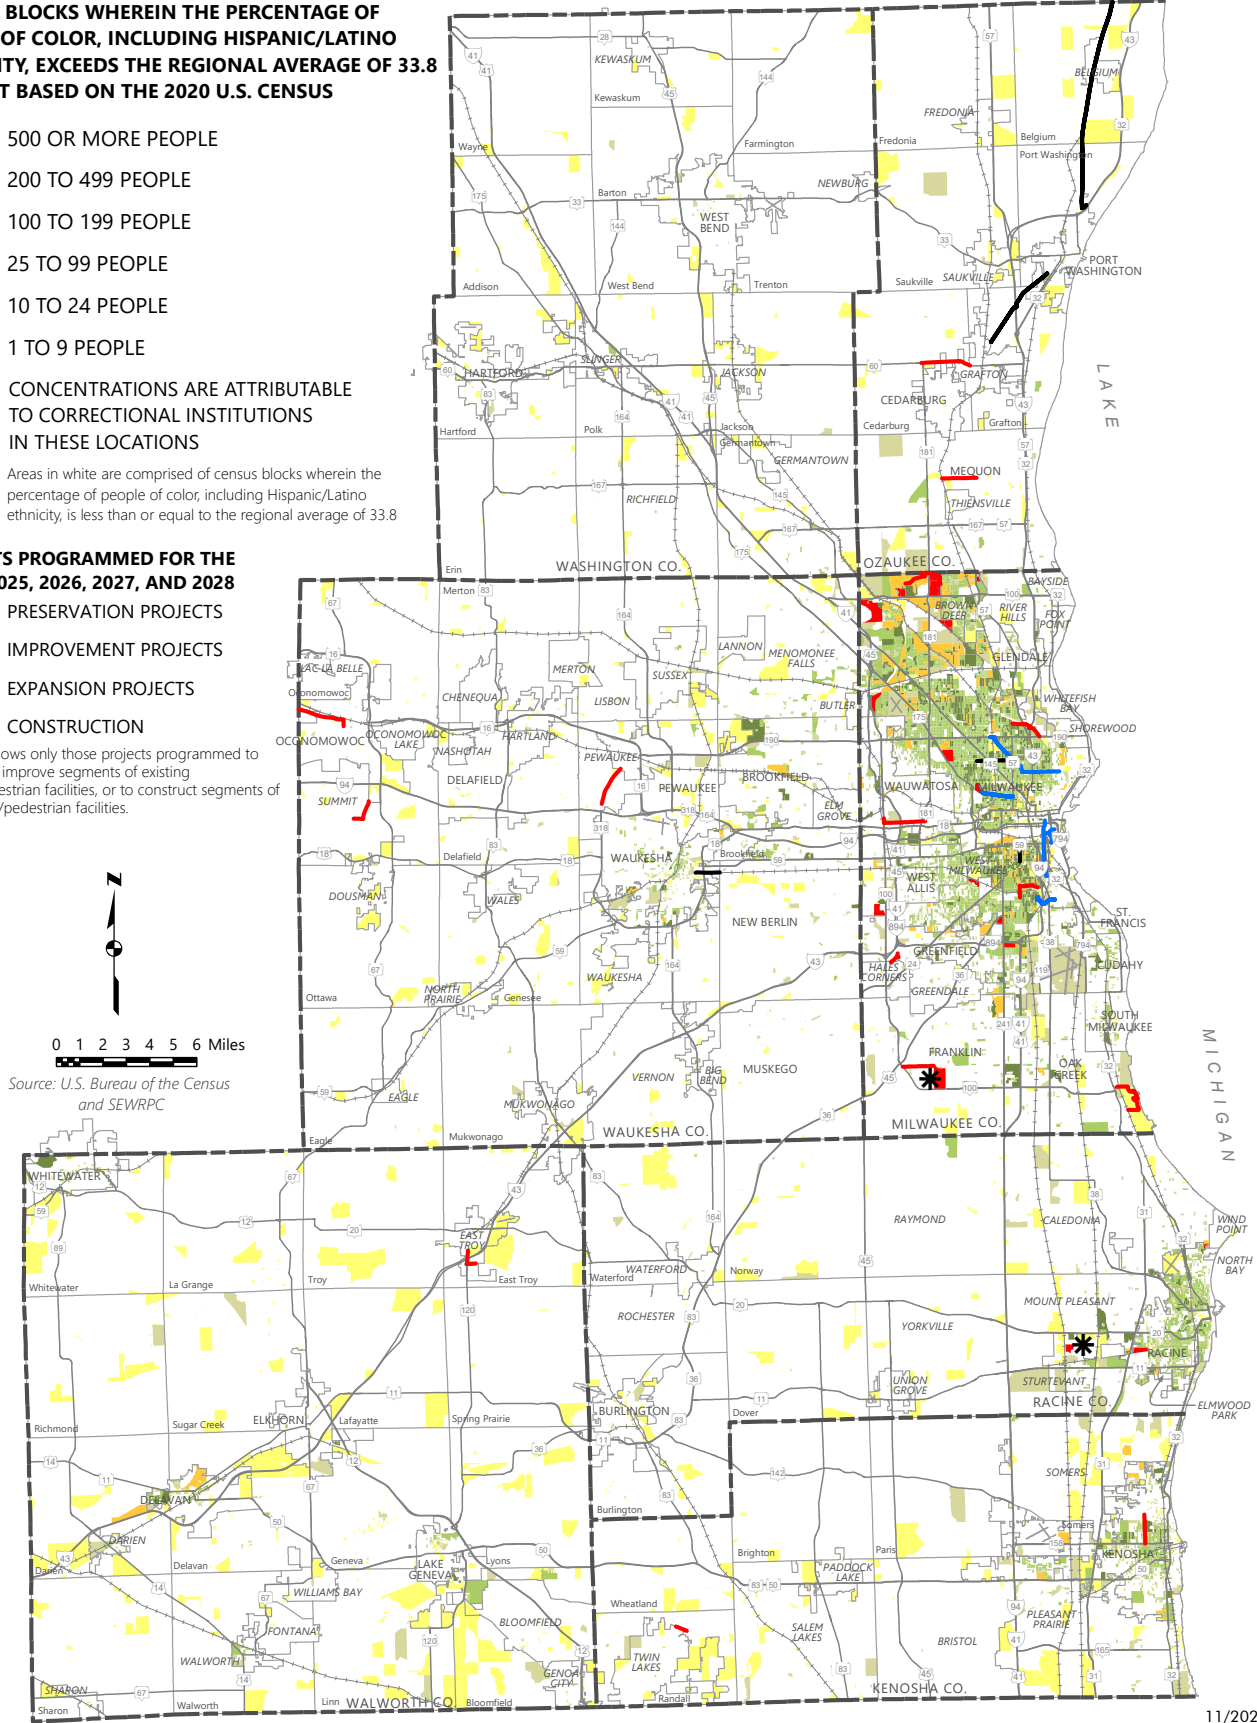 BLOCKS WHEREIN THE PERCENTAGE OF
OF COLOR, INCLUDING HISPANIC/LATINO
ITY, EXCEEDS THE REGIONAL AVERAGE OF 33.8
T BASED ON THE 2020 U.S. CENSUS
500 OR MORE PEOPLE
200 TO 499 PEOPLE
100 TO 199 PEOPLE
25 TO 99 PEOPLE
10 TO 24 PEOPLE
1 TO 9 PEOPLE
CONCENTRATIONS ARE ATTRIBUTABLE
TO CORRECTIONAL INSTITUTIONS
IN THESE LOCATIONS
Areas in white are comprised of census blocks wherein the
percentage of people of color, including Hispanic/Latino
ethnicity, is less than or equal to the regional average of 33.8
TS PROGRAMMED FOR THE
025, 2026, 2027, AND 2028
PRESERVATION PROJECTS
IMPROVEMENT PROJECTS
EXPANSION PROJECTS
CONSTRUCTION
ows only those projects programmed to
improve segments of existing
estrian facilities, or to construct segments of
/pedestrian facilities.
N
0 1 2 3 4 5 6 Miles
Source: U.S. Bureau of the Census
and SEWRPC
KEWASKUM
Kewaskum
Wayne
Farmington
Barton
NEWBURG
WEST
BEND
Addison
West Bend
Trenton
FREDONIA
Fredonia
BELGIUM
Belgium
Port Washington
PORT
WASHINGTON
Saukville
SAUKVILLE
HARTFORD
SLINGER
JACKSON
Hartford
Polk
Jackson
Germantown
GERMANTOWN
RICHFIELD
Erin
WASHINGTON CO.
GRAFTON
CEDARBURG
Cedarburg
Grafton
MEQUON
THIENSVILLE
OZAUKEE CO.
LAKE
MICHIGAN
Merton
LAC LA BELLE
Oconomowoc
OCONOMOWOC
OCONOMOWOC
LAKE
CHENEQUA
NASHOTAH
HARTLAND
MERTON
LISBON
SUSSEX
LANNON
MENOMONEE
FALLS
BUTLER
PEWAUKEE
PEWAUKEE
BROOKFIELD
DELAFIELD
SUMMIT
ELM
GROVE
Delafield
WAUKESHA
Brookfield
DOUSMAN
WALES
NEW BERLIN
WAUKESHA
Ottawa
NORTH
PRAIRIE
Genesee
VERNON
BIG
BEND
MUSKEGO
EAGLE
MUKWONAGO
Eagle
Mukwonago
WAUKESHA CO.
BAYSIDE
BROWN
DEER
RIVER
HILLS
FOX
POINT
GLENDALE
WHITEFISH
BAY
SHOREWOOD
WAUWATOSA
MILWAUKEE
WEST
MILWAUKEE
WEST
ALLIS
ST.
FRANCIS
GREENFIELD
CUDAHY
HALES
CORNERS
GREENDALE
SOUTH
MILWAUKEE
FRANKLIN
OAK
CREEK
MILWAUKEE CO.
WHITEWATER
Whitewater
La Grange
Troy
EAST
TROY
East Troy
Richmond
Sugar Creek
ELKHORN
Lafayatte
Spring Prairie
DELAVAN
DARIEN
Darien
Delavan
Geneva
LAKE
GENEVA
Lyons
WILLIAMS BAY
FONTANA
WALWORTH
BLOOMFIELD
GENOA
CITY
SHARON
Sharon
Walworth
Linn
WALWORTH CO.
Bloomfield
Waterford
WATERFORD
Norway
RAYMOND
CALEDONIA
WIND
POINT
NORTH
BAY
ROCHESTER
YORKVILLE
MOUNT PLEASANT
RACINE
STURTEVANT
UNION
GROVE
BURLINGTON
Dover
RACINE CO.
ELMWOOD
PARK
Burlington
SOMERS
Somers
KENOSHA
Brighton
Paris
PADDOCK
LAKE
Wheatland
TWIN
LAKES
SALEM
LAKES
BRISTOL
PLEASANT
PRAIRIE
Randall
KENOSHA CO.
11/202